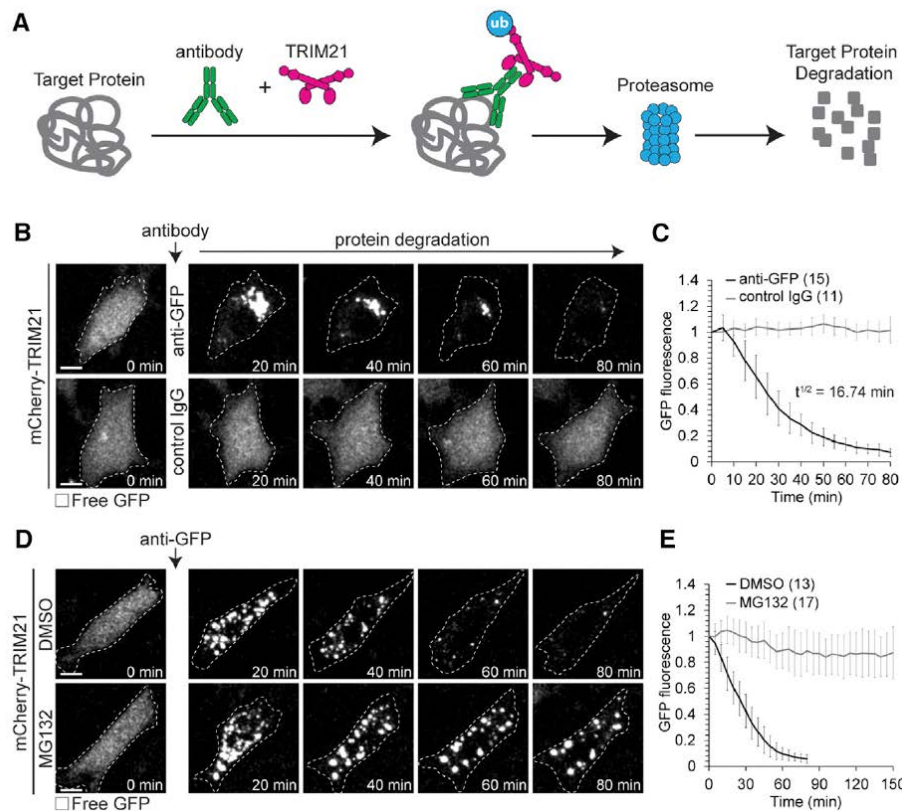 A
antibody
TRIM21
ub
Target Protein
+
Proteasome
Target Protein
Degradation
B
antibody
protein degradation
mCherry-TRIM21
anti-GFP
0 min
20 min
40 min
60 min
80 min
control IgG
0 min
20 min
40 min
60 min
80 min
Free GFP
C
anti-GFP (15)
control IgG (11)
GFP fluorescence
1.4
1.2
1
0.8
0.6
0.4
0.2
0
t1/2 = 16.74 min
0 10 20 30 40 50 60 70 80
Time (min)
D
anti-GFP
mCherry-TRIM21
DMSO
0 min
20 min
40 min
60 min
80 min
MG132
0 min
20 min
40 min
60 min
80 min
Free GFP
E
DMSO (13)
MG132 (17)
GFP fluorescence
1.4
1.2
1
0.8
0.6
0.4
0.2
0
0 30 60 90 120 150
Time (min)